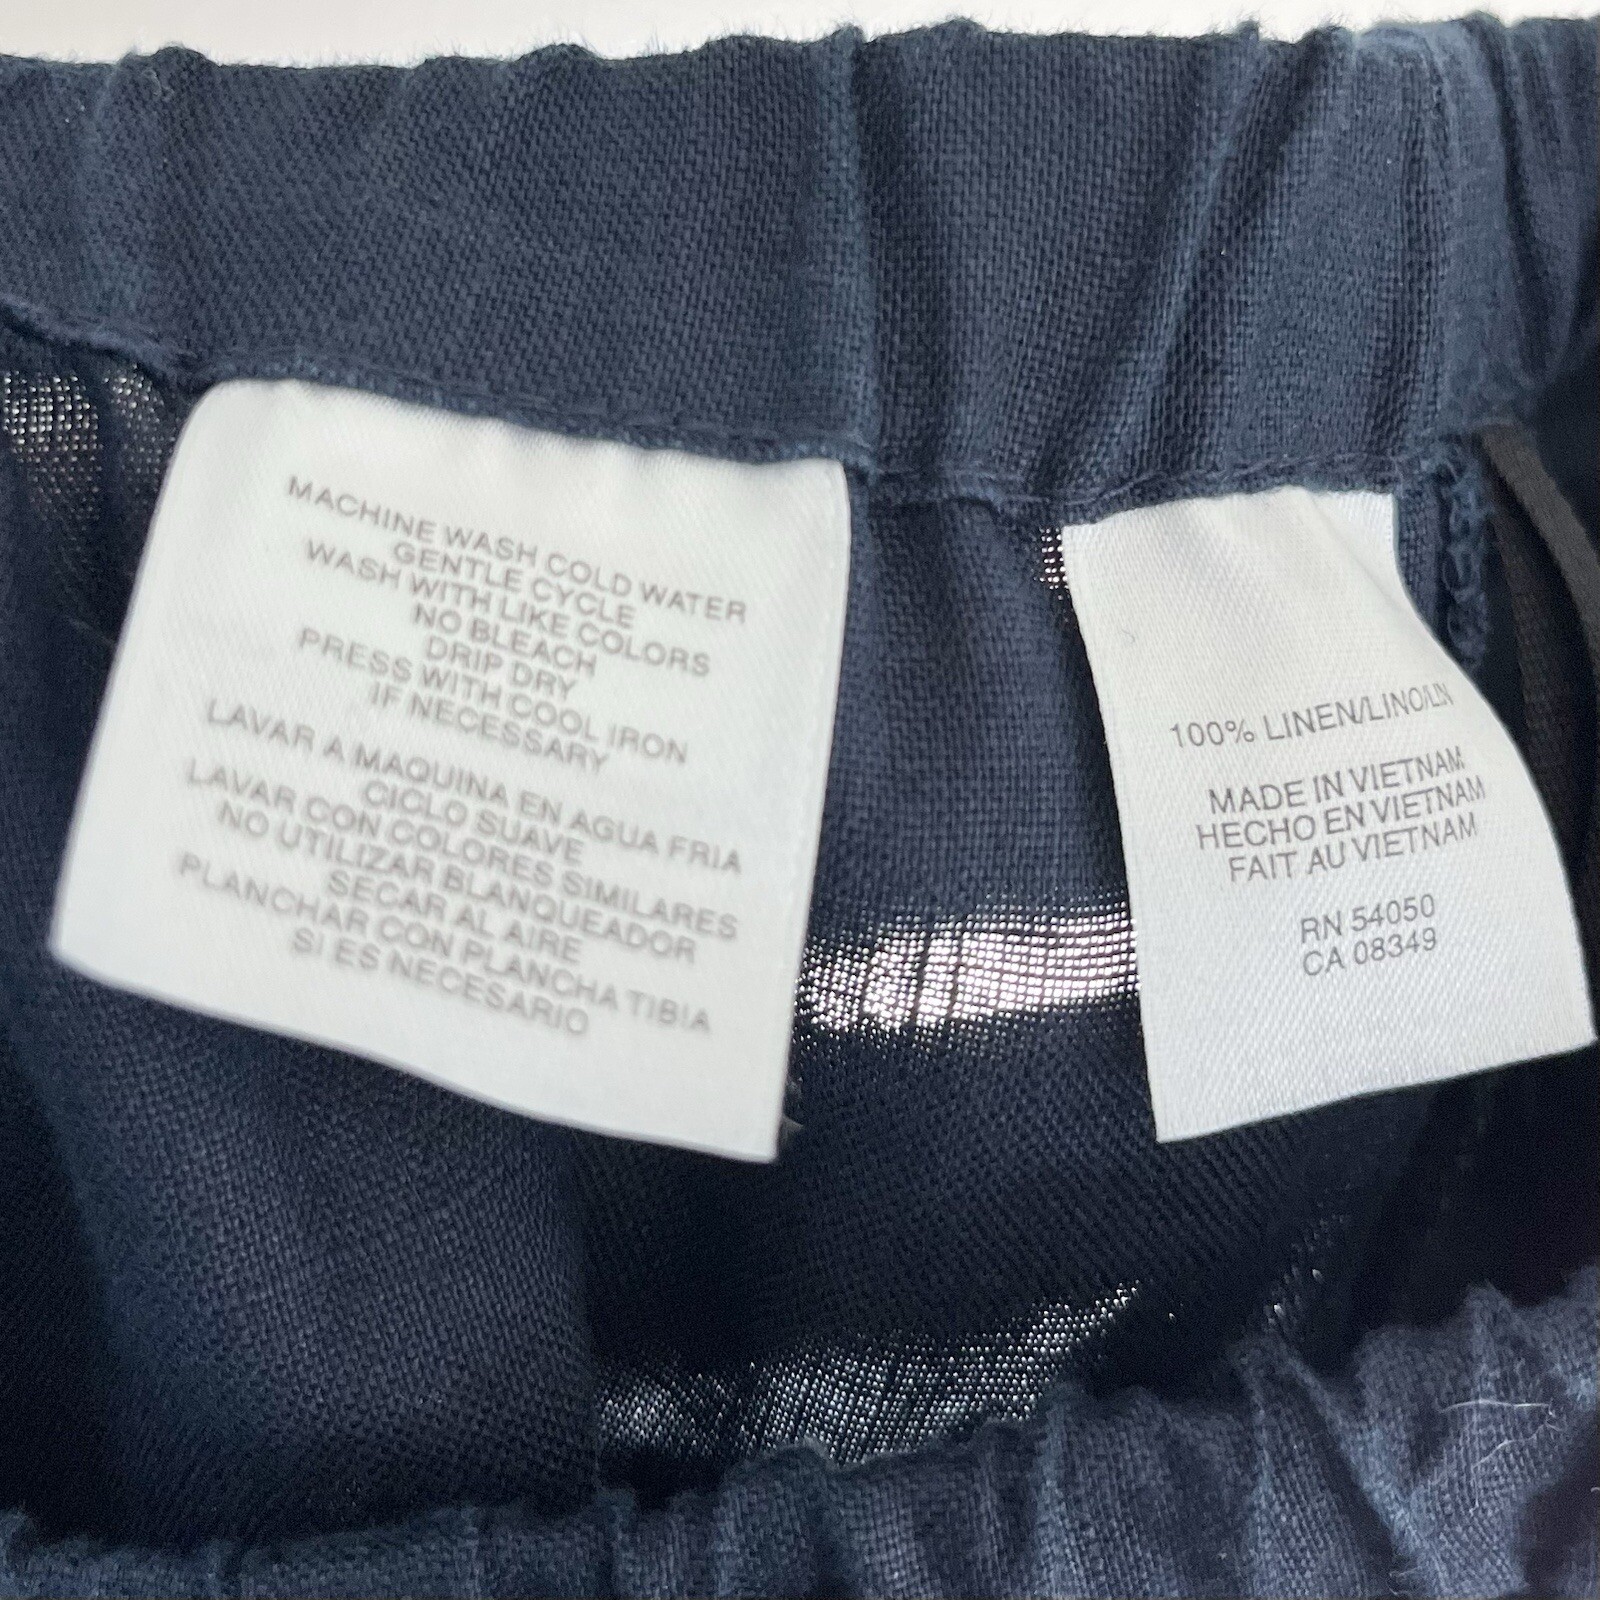 MACHINE WASH COLD WATER
GENTLE CYCLE
WASH WITH LIKE COLORS
NO BLEACH
DRIP DRY
PRESS WITH COOL IRON
IF NECESSARY
LAVAR A MAQUINA EN AGUA FRIA
CICLO SUAVE
LAVAR CON COLORES SIMILARES
NO UTILIZAR BLANQUEADOR
SECAR AL AIRE
PLANCHAR CON PLANCHA TIBIA
SI ES NECESARIO
100% LINEN/LINO/LIN
MADE IN VIETNAM
HECHO EN VIETNAM
FAIT AU VIETNAM
RN 54050
CA 08349